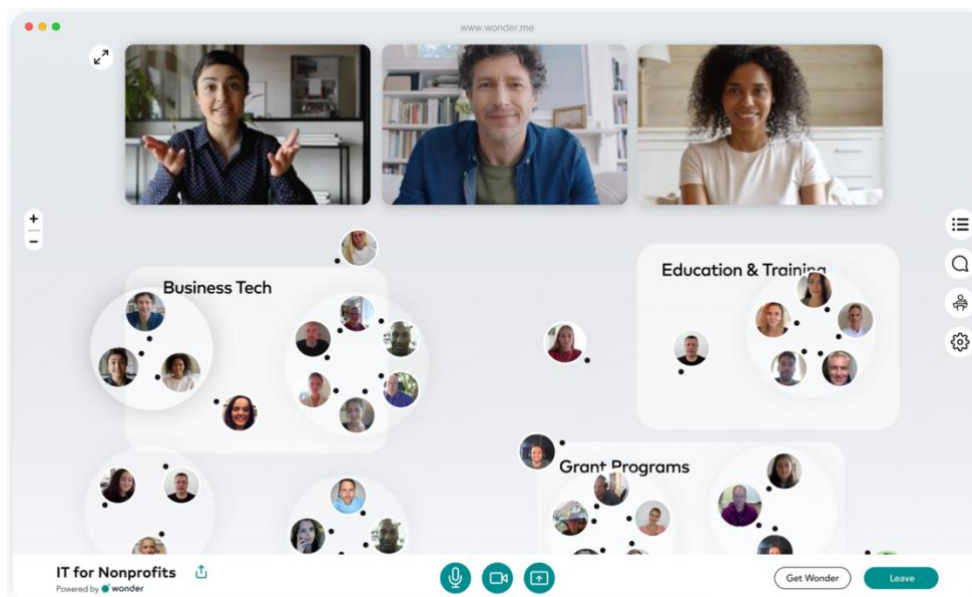 www.wonder.me
+
−
Business Tech
Education & Training
Grant Programs
IT for Nonprofits
Powered by wonder
Get Wonder
Leave